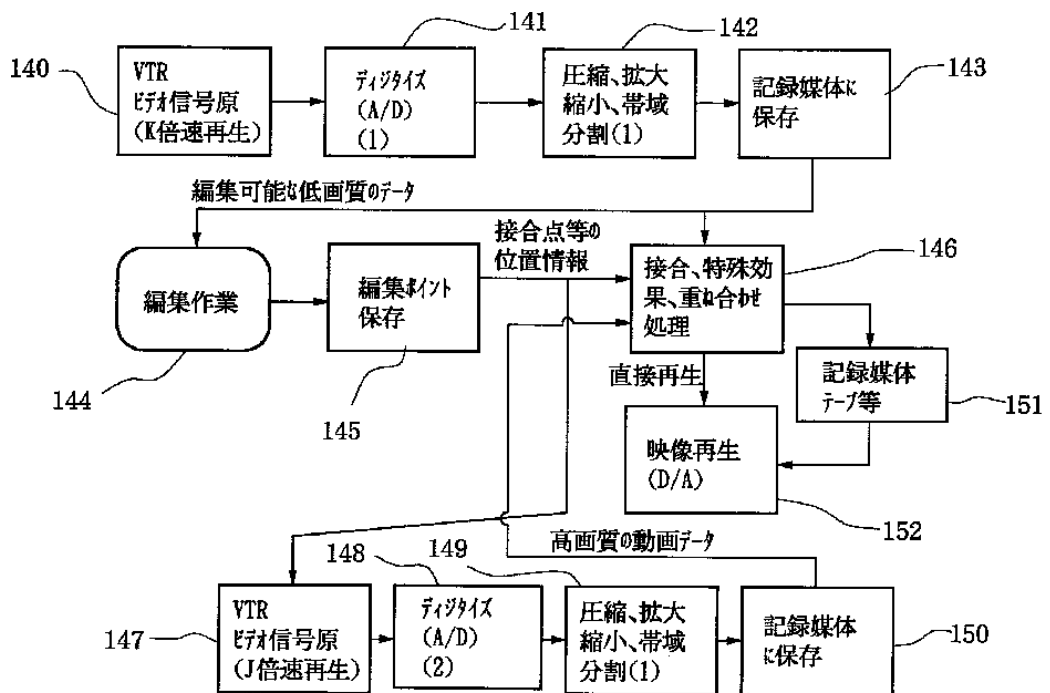 140
VTR
ビデオ信号原
(K倍速再生)
141
ディジタイズ
(A/D)
(1)
142
圧縮、拡大
縮小、帯域
分割(1)
143
記録媒体に
保存
編集可能な低画質のデータ
144
編集作業
145
編集ポイント
保存
接合点等の
位置情報
146
接合、特殊効
果、重ね合わせ
処理
直接再生
記録媒体
テープ等
151
映像再生
(D/A)
152
高画質の動画データ
147
VTR
ビデオ信号原
(J倍速再生)
148
ディジタイズ
(A/D)
(2)
149
圧縮、拡大
縮小、帯域
分割(1)
150
記録媒体
に保存